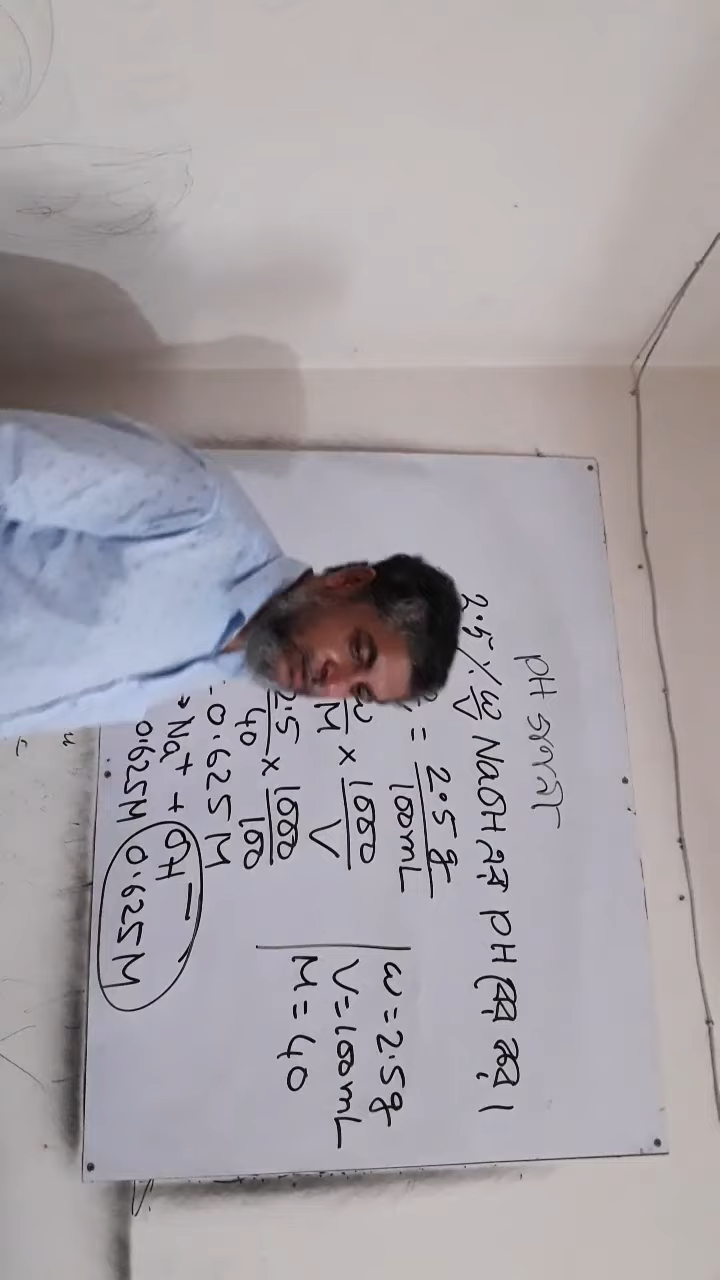 pH
2.5% w/v NaOH এর pH বের কর।
= 2.5g/100mL
w/M × 1000/V
2.5/40 × 1000/100
= 0.625 M
→ Na⁺ + OH⁻
0.625M 0.625M
w = 2.5g
V = 100mL
M = 40